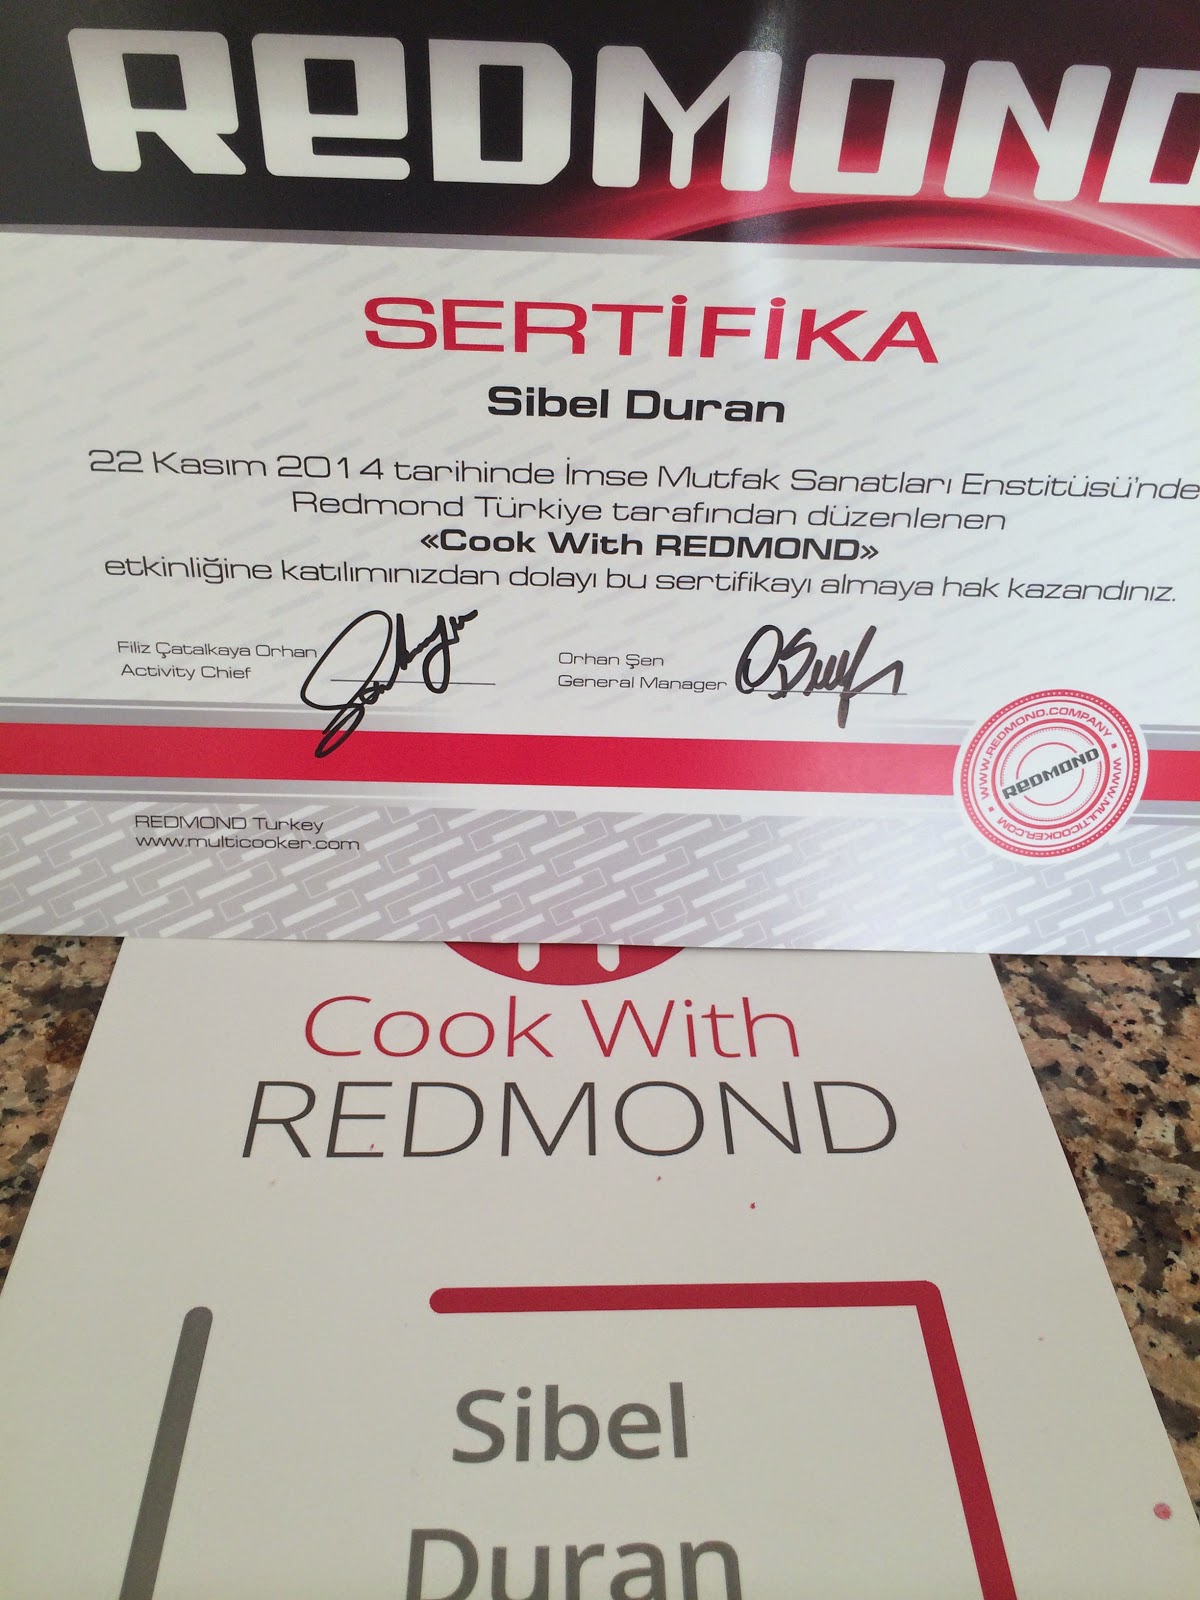 REDMOND
SERTİFİKA
Sibel Duran
22 Kasım 2014 tarihinde İmse Mutfak Sanatları Enstitüsü'nde
Redmond Türkiye tarafından düzenlenen
«Cook With REDMOND»
etkinliğine katılımınızdan dolayı bu sertifikayı almaya hak kazandınız.
Filiz Çatalkaya Orhan
Activity Chief
Orhan Şen
General Manager
WWW.REDMOND.COMPANY
WWW.MULTICOOKER.COM
REDMOND
REDMOND Turkey
www.multicooker.com
Cook With
REDMOND
Sibel
Duran